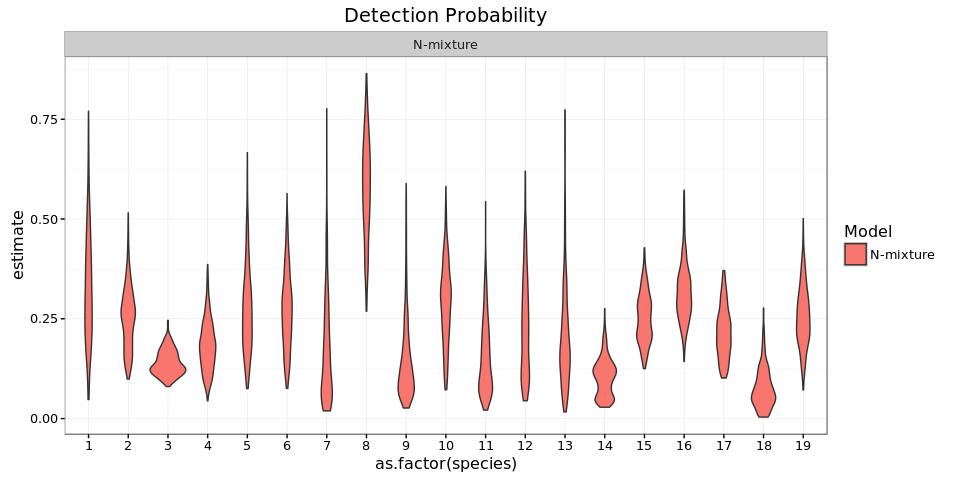 Detection Probability
N-mixture
0.75
0.50
0.25
0.00
estimate
1 2 3 4 5 6 7 8 9 10 11 12 13 14 15 16 17 18 19
as.factor(species)
Model
N-mixture